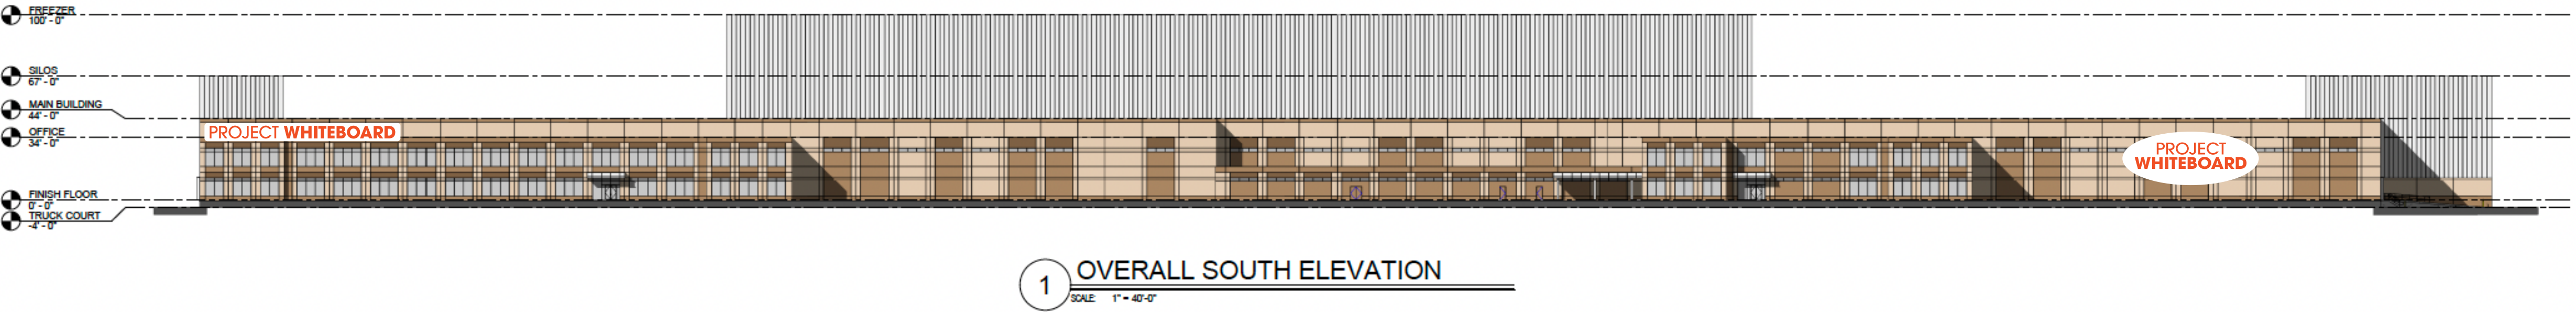 FREEZER
100' - 0"
SILOS
67' - 0"
MAIN BUILDING
44' - 0"
OFFICE
34' - 0"
FINISH FLOOR
0' - 0"
TRUCK COURT
-4' - 0"
PROJECT WHITEBOARD
PROJECT
WHITEBOARD
1
OVERALL SOUTH ELEVATION
SCALE: 1" = 40'-0"